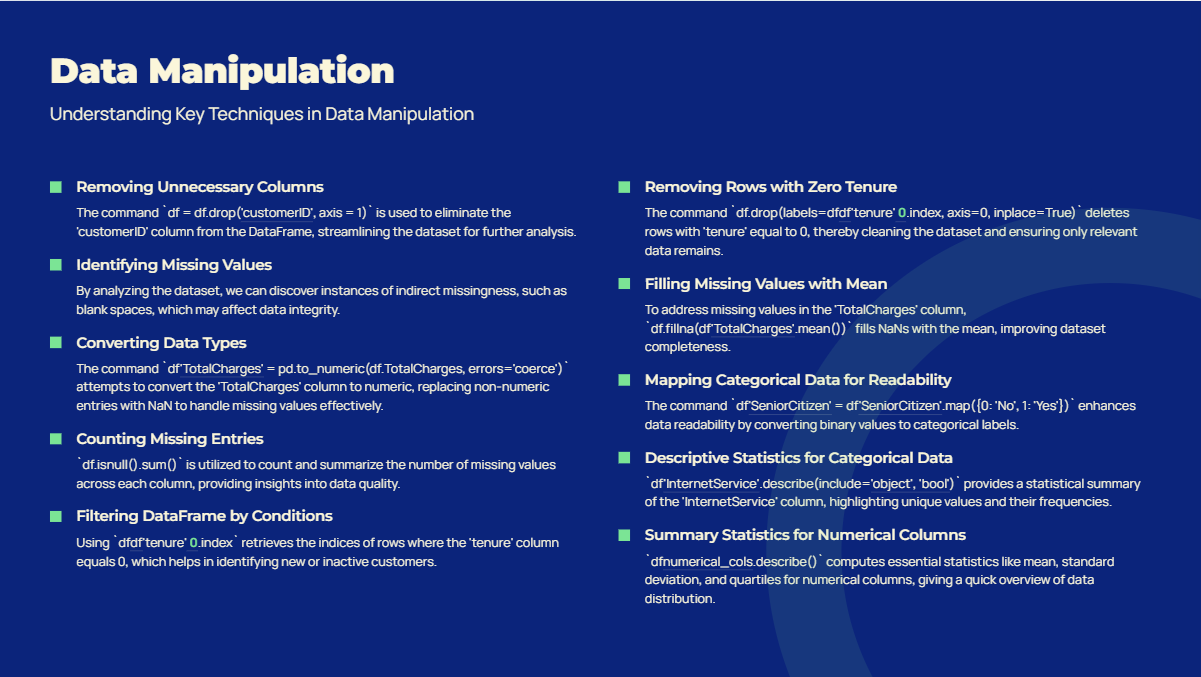 Data Manipulation
Understanding Key Techniques in Data Manipulation
Removing Unnecessary Columns
The command `df = df.drop('customerID', axis = 1)` is used to eliminate the
'customerID' column from the DataFrame, streamlining the dataset for further analysis.
Identifying Missing Values
By analyzing the dataset, we can discover instances of indirect missingness, such as
blank spaces, which may affect data integrity.
Converting Data Types
The command `df'TotalCharges' = pd.to_numeric(df.TotalCharges, errors='coerce')`
attempts to convert the 'TotalCharges' column to numeric, replacing non-numeric
entries with NaN to handle missing values effectively.
Counting Missing Entries
`df.isnull().sum()` is utilized to count and summarize the number of missing values
across each column, providing insights into data quality.
Filtering DataFrame by Conditions
Using `dfdf'tenure' 0.index` retrieves the indices of rows where the 'tenure' column
equals 0, which helps in identifying new or inactive customers.
Removing Rows with Zero Tenure
The command `df.drop(labels=dfdf'tenure' 0.index, axis=0, inplace=True)` deletes
rows with 'tenure' equal to 0, thereby cleaning the dataset and ensuring only relevant
data remains.
Filling Missing Values with Mean
To address missing values in the 'TotalCharges' column,
`df.fillna(df'TotalCharges'.mean())` fills NaNs with the mean, improving dataset
completeness.
Mapping Categorical Data for Readability
The command `df'SeniorCitizen' = df'SeniorCitizen'.map({0: 'No', 1: 'Yes'})` enhances
data readability by converting binary values to categorical labels.
Descriptive Statistics for Categorical Data
`df'InternetService'.describe(include='object', 'bool')` provides a statistical summary
of the 'InternetService' column, highlighting unique values and their frequencies.
Summary Statistics for Numerical Columns
`dfnumerical_cols.describe()` computes essential statistics like mean, standard
deviation, and quartiles for numerical columns, giving a quick overview of data
distribution.